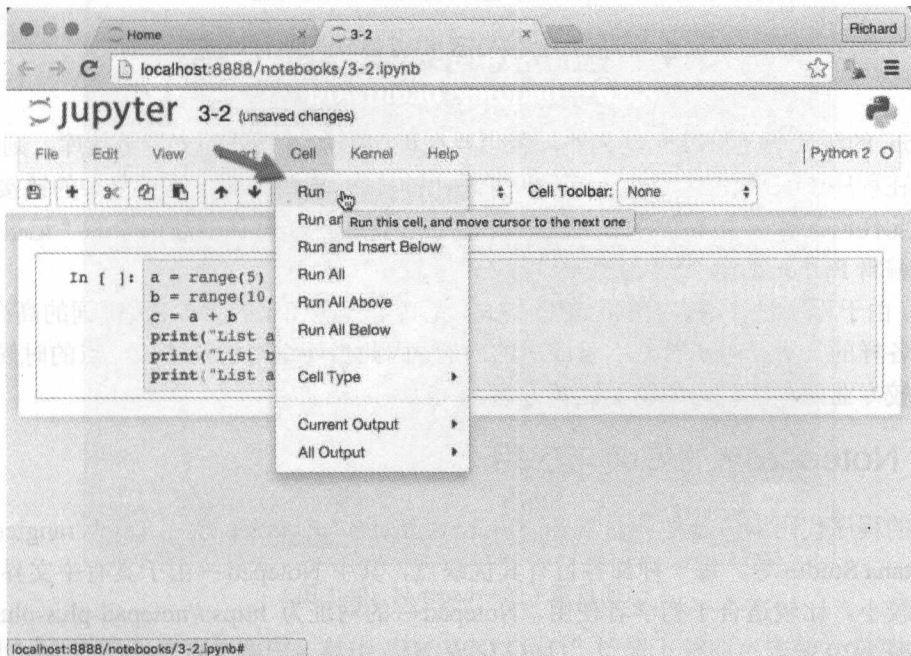 Home
3-2
Richard
localhost:8888/notebooks/3-2.ipynb
jupyter 3-2 (unsaved changes)
File Edit View Cell Kernel Help
Python 2
Cell Toolbar: None
Run
Run this cell, and move cursor to the next one
Run and Insert Below
Run All
Run All Above
Run All Below
Cell Type
Current Output
All Output
In [ ]: a = range(5)
b = range(10,
c = a + b
print("List a
print("List b
print("List a
localhost:8888/notebooks/3-2.ipynb#